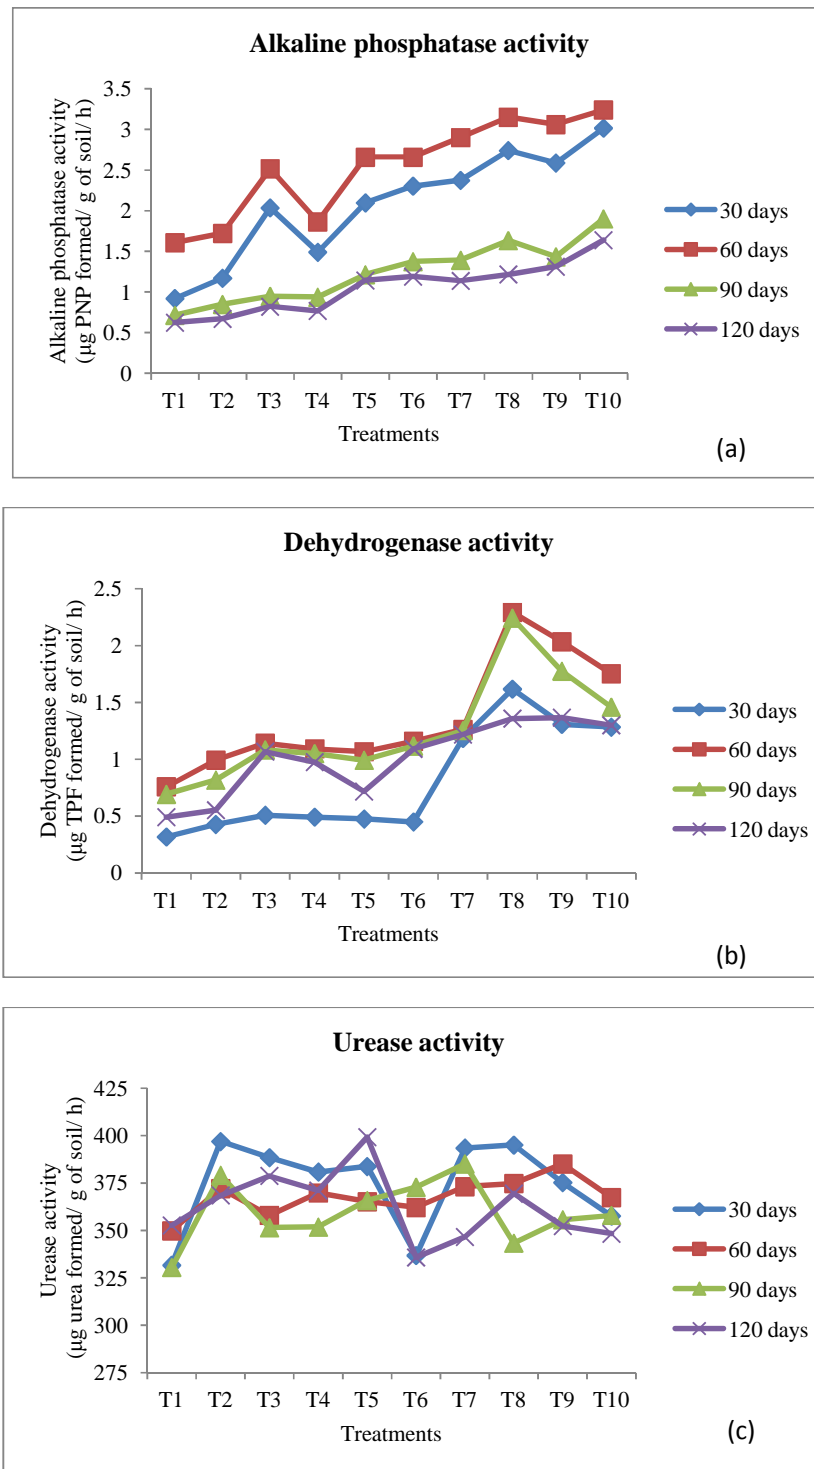 Alkaline phosphatase activity
Alkaline phosphatase activity
(µg PNP formed/ g of soil/ h)
3.5
3
2.5
2
1.5
1
0.5
0
T1 T2 T3 T4 T5 T6 T7 T8 T9 T10
Treatments
30 days
60 days
90 days
120 days
(a)
Dehydrogenase activity
Dehydrogenase activity
(µg TPF formed/ g of soil/ h)
2.5
2
1.5
1
0.5
0
T1 T2 T3 T4 T5 T6 T7 T8 T9 T10
Treatments
30 days
60 days
90 days
120 days
(b)
Urease activity
Urease activity
(µg urea formed/ g of soil/ h)
425
400
375
350
325
300
275
T1 T2 T3 T4 T5 T6 T7 T8 T9 T10
Treatments
30 days
60 days
90 days
120 days
(c)